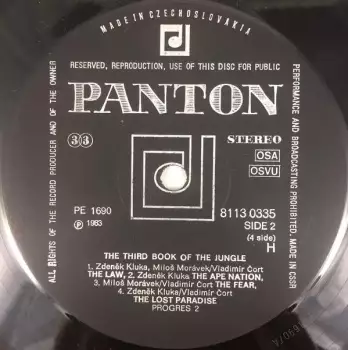 MADE IN CZECHOSLOVAKIA
RESERVED, REPRODUCTION, USE OF THIS DISC FOR PUBLIC
PERFORMANCE AND BROADCASTING PROHIBITED. MADE IN CSSR
ALL RIGHTS OF THE RECORD PRODUCER AND OF THE OWNER
PANTON
33 STEREO
OSA
OSVU
PE 1690
8113 0335
Ⓟ 1983
SIDE 2
(4 side)
H
THE THIRD BOOK OF THE JUNGLE
1. Zdeněk Kluka, Miloš Morávek/Vladimír Čort
THE LAW, 2. Zdeněk Kluka THE APE NATION,
3. Miloš Morávek/Vladimír Čort THE FEAR,
4. Zdeněk Kluka/Vladimír Čort
THE LOST PARADISE
PROGRES 2